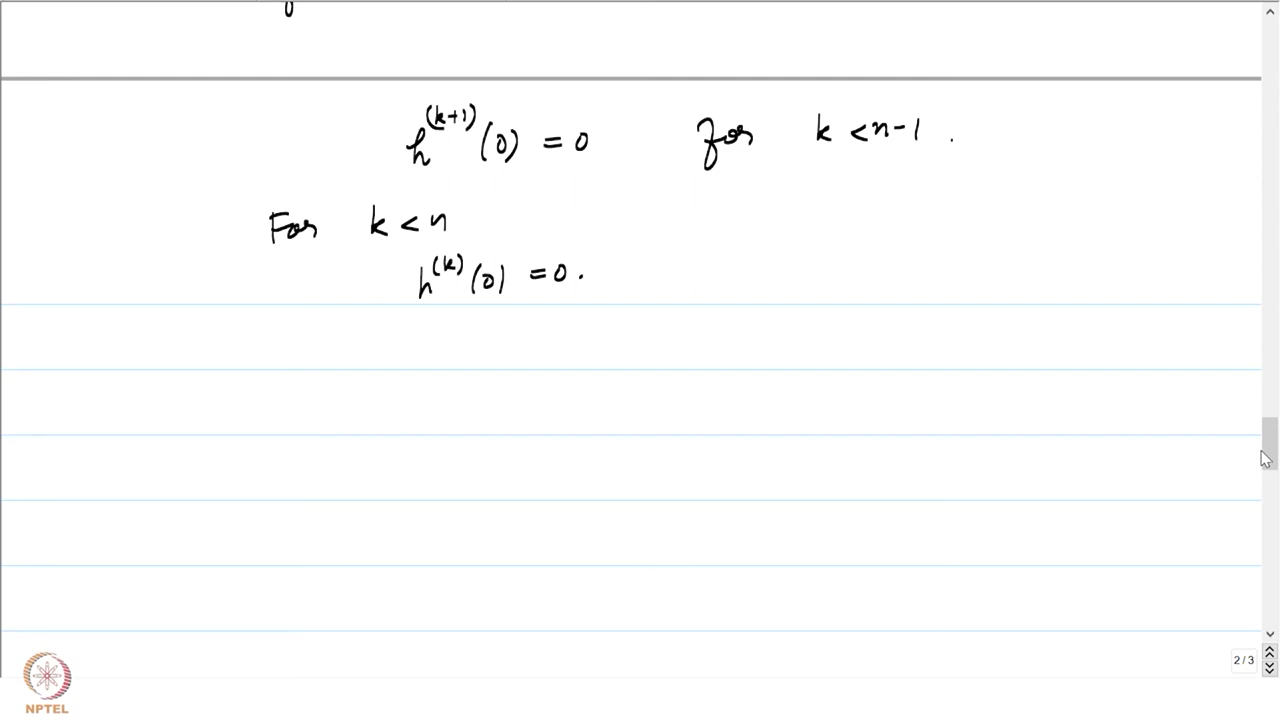 h^(k+1) (0) = 0 for k < n-1 .
For k < n
h^(k) (0) = 0 .
2 / 3
NPTEL